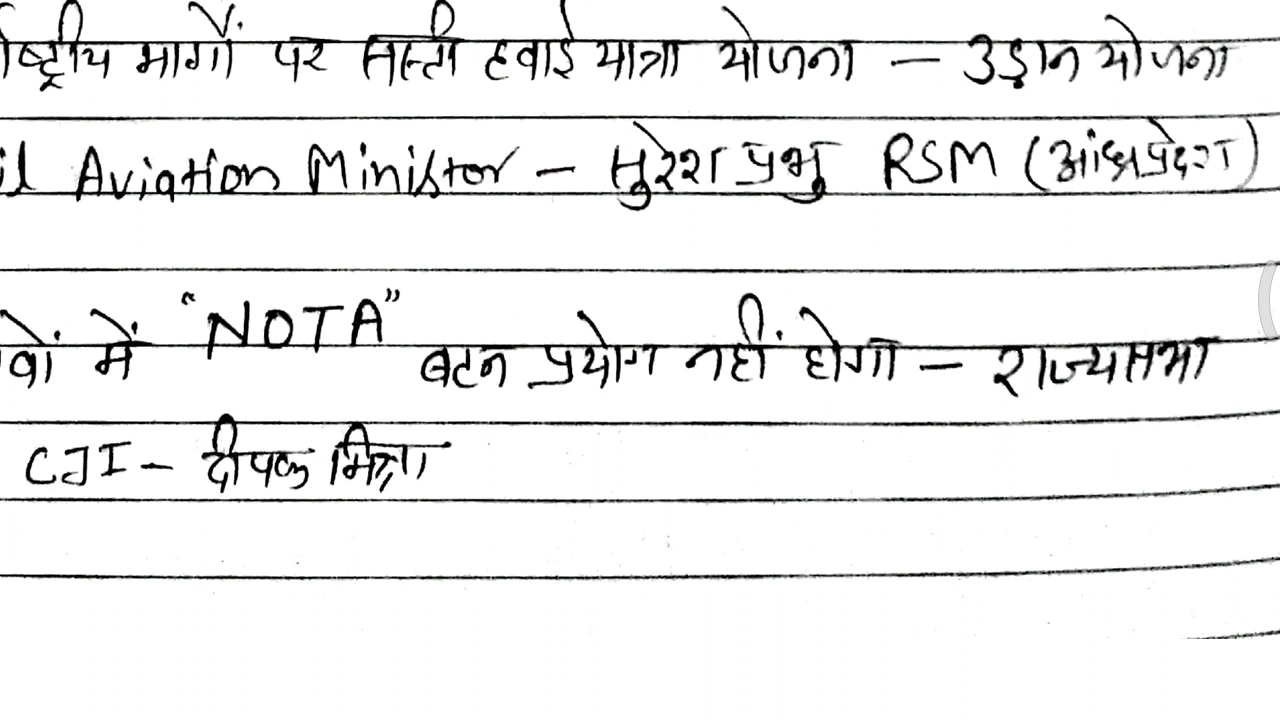 ाष्ट्रीय मार्गों पर सस्ती हवाई यात्रा योजना — उड़ान योजना
il Aviation Minister – सुरेश प्रभु RSM (आंध्रप्रदेश)
वों में "NOTA" बटन प्रयोग नहीं होगा — राज्यसभा
CJI – दीपक मिश्रा